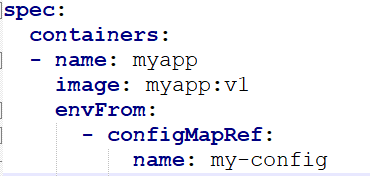 spec:
  containers:
  - name: myapp
    image: myapp:v1
    envFrom:
      - configMapRef:
          name: my-config